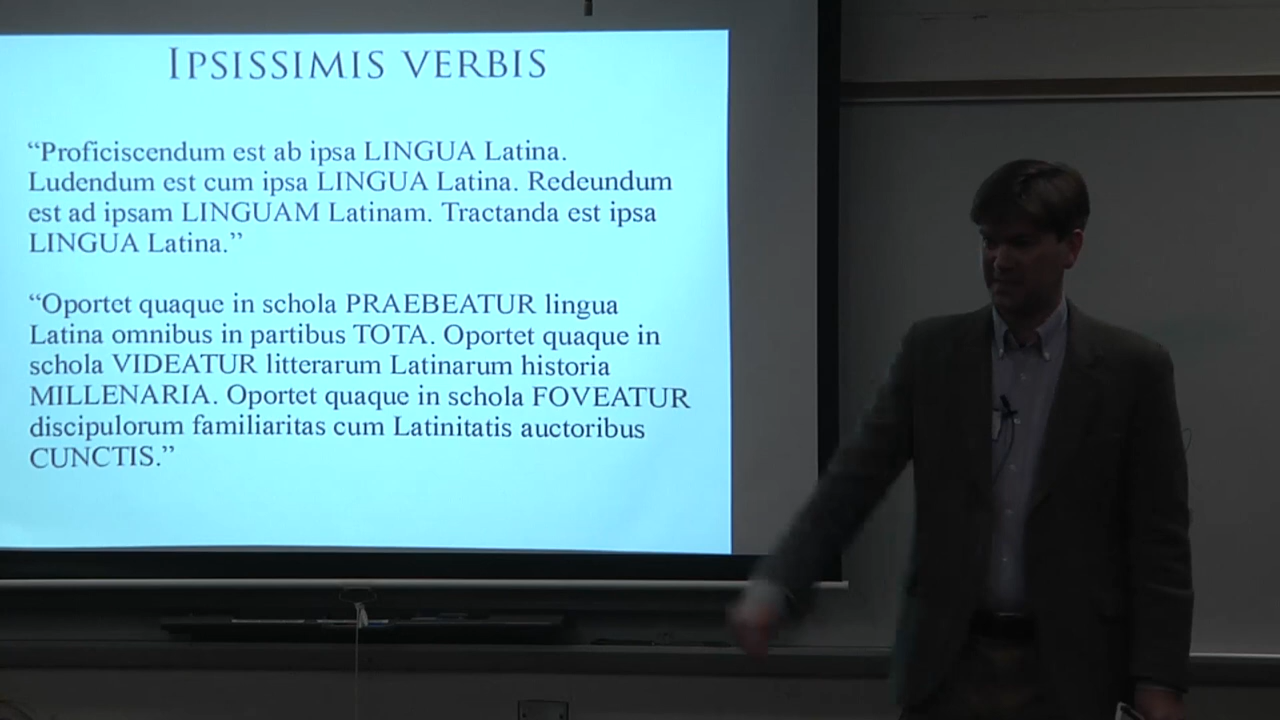 IPSISSIMIS VERBIS
“Proficiscendum est ab ipsa LINGUA Latina.
Ludendum est cum ipsa LINGUA Latina. Redeundum
est ad ipsam LINGUAM Latinam. Tractanda est ipsa
LINGUA Latina.”
“Oportet quaque in schola PRAEBEATUR lingua
Latina omnibus in partibus TOTA. Oportet quaque in
schola VIDEATUR litterarum Latinarum historia
MILLENARIA. Oportet quaque in schola FOVEATUR
discipulorum familiaritas cum Latinitatis auctoribus
CUNCTIS.”